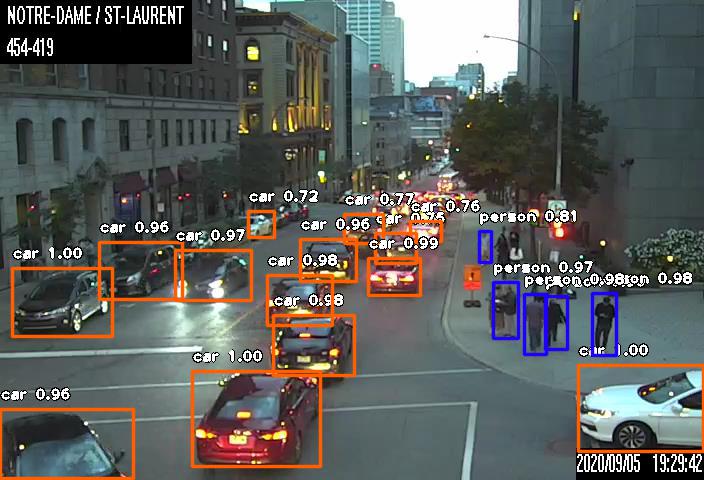 NOTRE-DAME / ST-LAURENT
454-419
car 0.72
car 0.77
car 0.76
car 0.96
car 0.97
car 0.96
person 0.81
car 1.00
car 0.99
car 0.98
person 0.97
person 0.98
car 0.98
car 1.00
car 1.00
car 0.96
2020/09/05 19:29:42